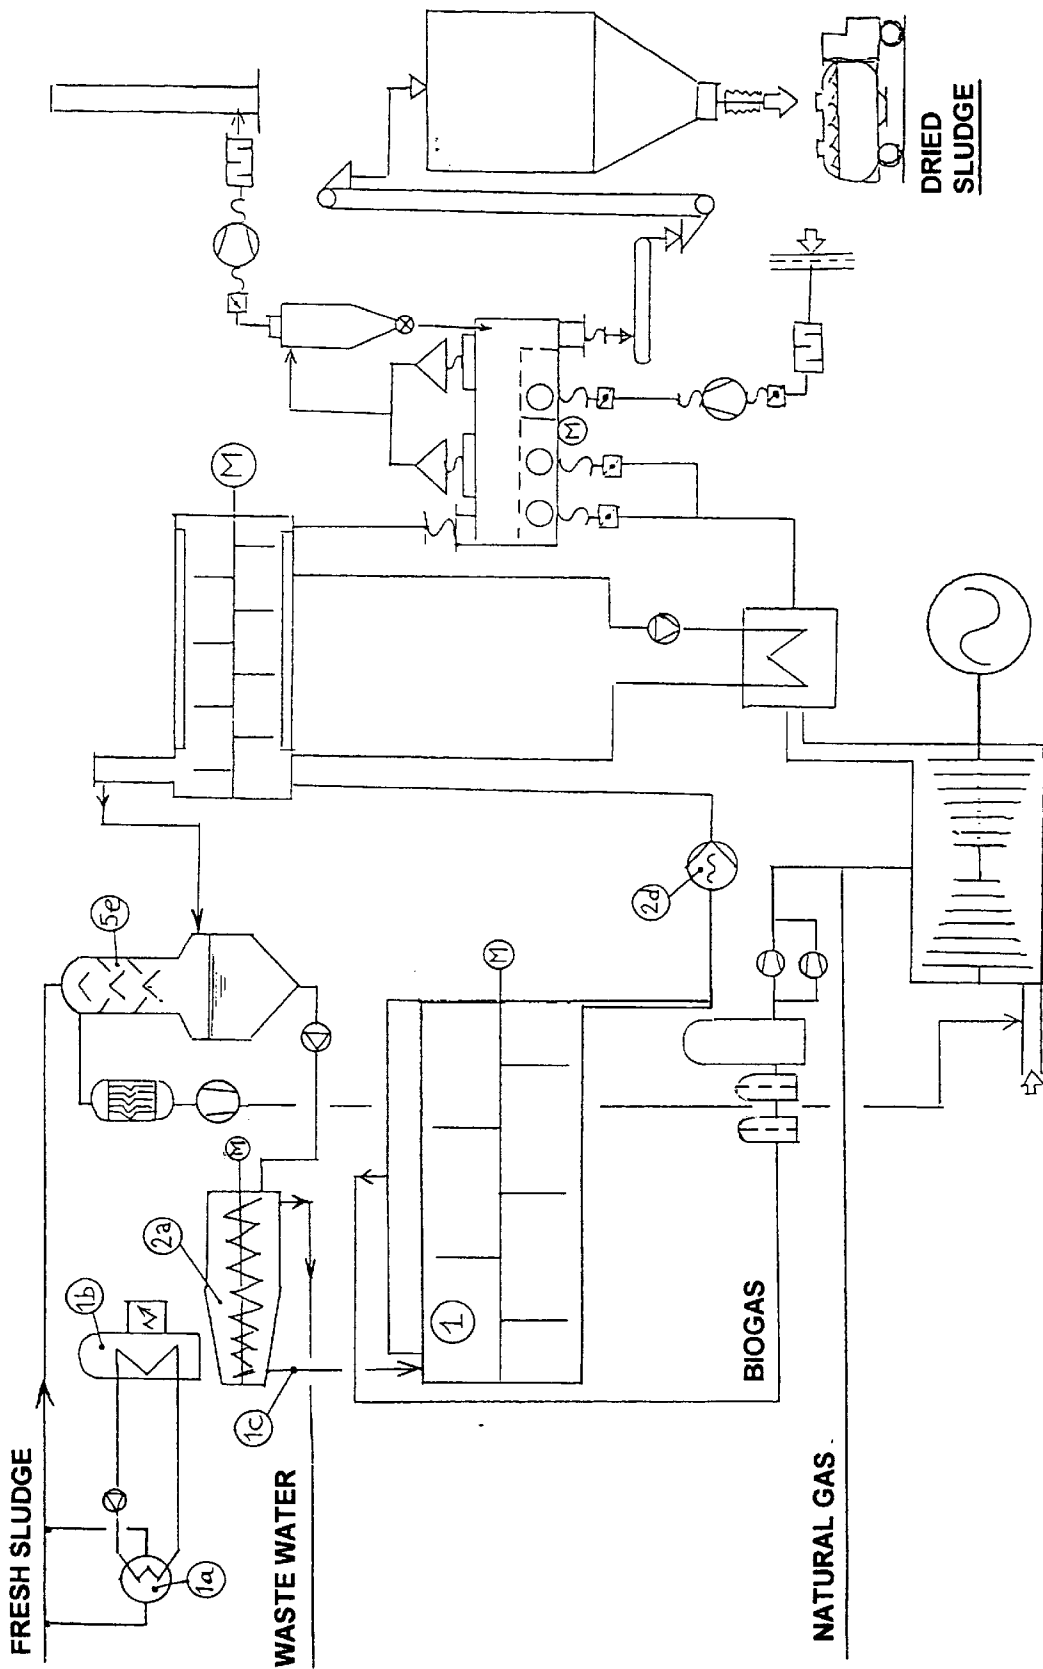 FRESH SLUDGE
1a
1b
5e
WASTE WATER
1c
2a
M
M
M
1
M
2d
BIOGAS
NATURAL GAS
DRIED
SLUDGE